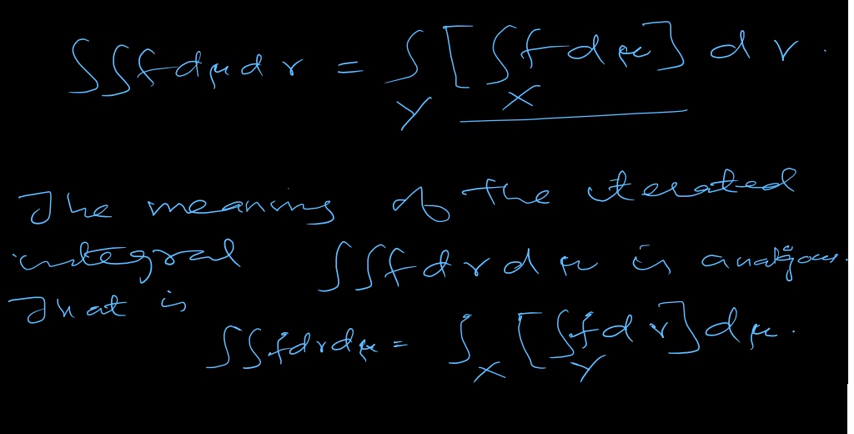 ∫∫f dμ dν = ∫_Y [∫_X f dμ] dν.
The meaning of the iterated
integral ∫∫f dν dμ is analgous.
That is
∫∫f dν dμ = ∫_X [∫_Y f dν] dμ.